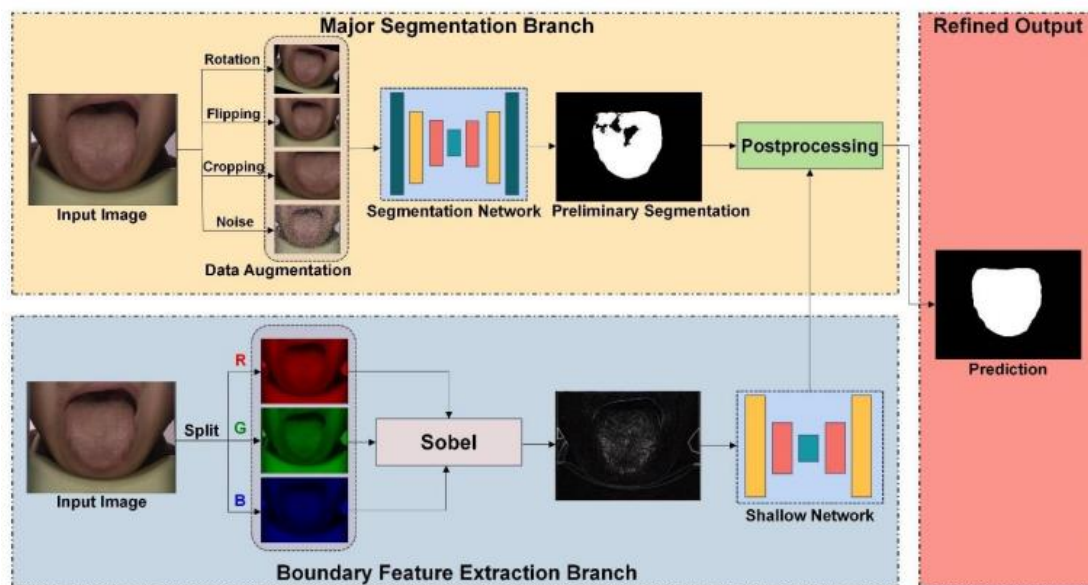 Major Segmentation Branch
Refined Output
Rotation
Flipping
Cropping
Noise
Input Image
Data Augmentation
Segmentation Network
Preliminary Segmentation
Postprocessing
Prediction
R
G
B
Split
Sobel
Input Image
Shallow Network
Boundary Feature Extraction Branch